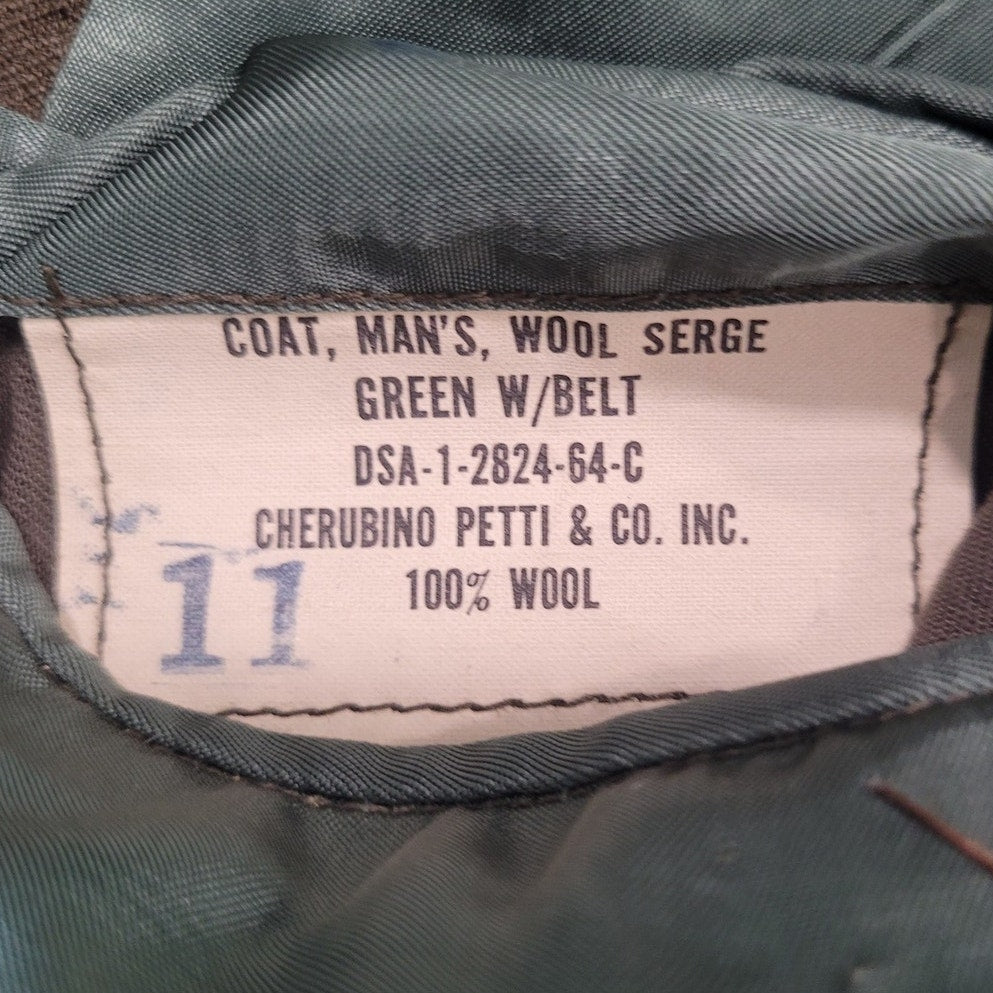 COAT, MAN'S, WOOL SERGE
GREEN W/BELT
DSA-1-2824-64-C
CHERUBINO PETTI & CO. INC.
100% WOOL
11